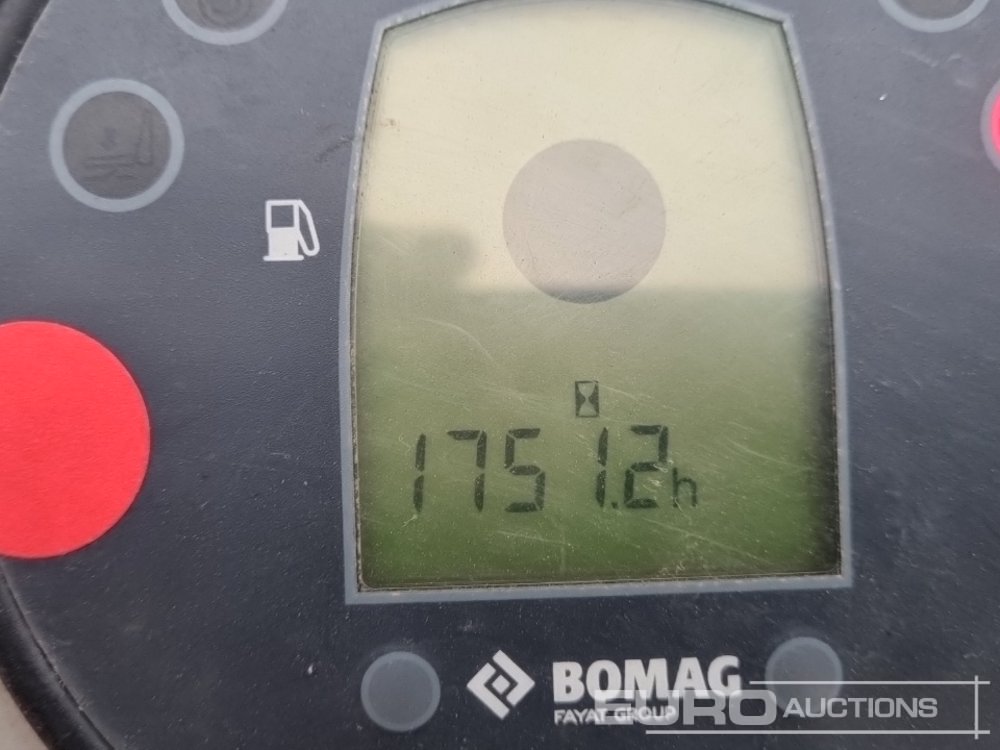 1751.2h
BOMAG
FAYAT GROUP
EURO AUCTIONS